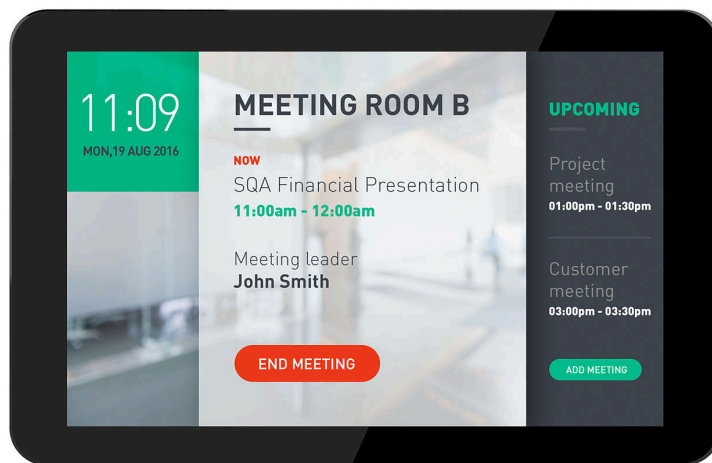 11:09
MON,19 AUG 2016
MEETING ROOM B
NOW
SQA Financial Presentation
11:00am - 12:00am
Meeting leader
John Smith
END MEETING
UPCOMING
Project
meeting
01:00pm - 01:30pm
Customer
meeting
03:00pm - 03:30pm
ADD MEETING